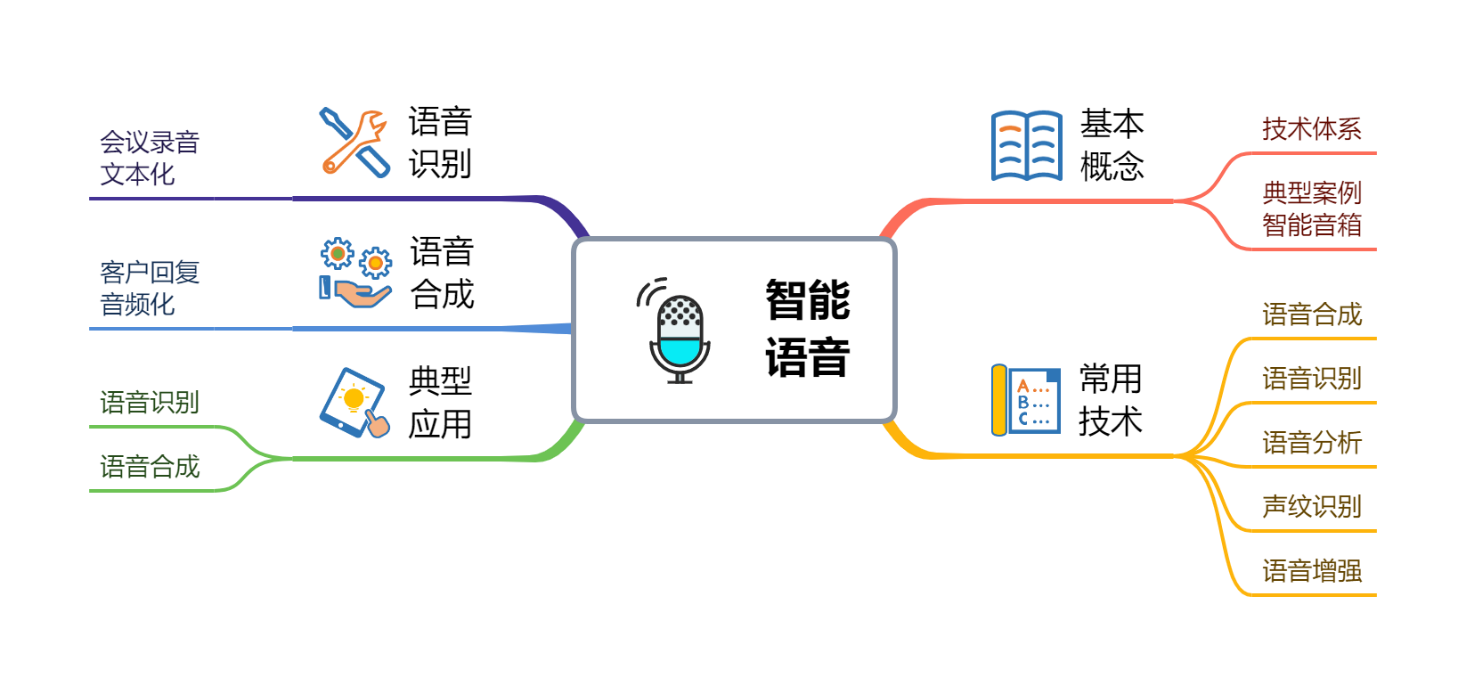 智能
语音
基本
概念
技术体系
典型案例
智能音箱
常用
技术
A...
B...
C...
语音合成
语音识别
语音分析
声纹识别
语音增强
语音
识别
会议录音
文本化
语音
合成
客户回复
音频化
典型
应用
语音识别
语音合成